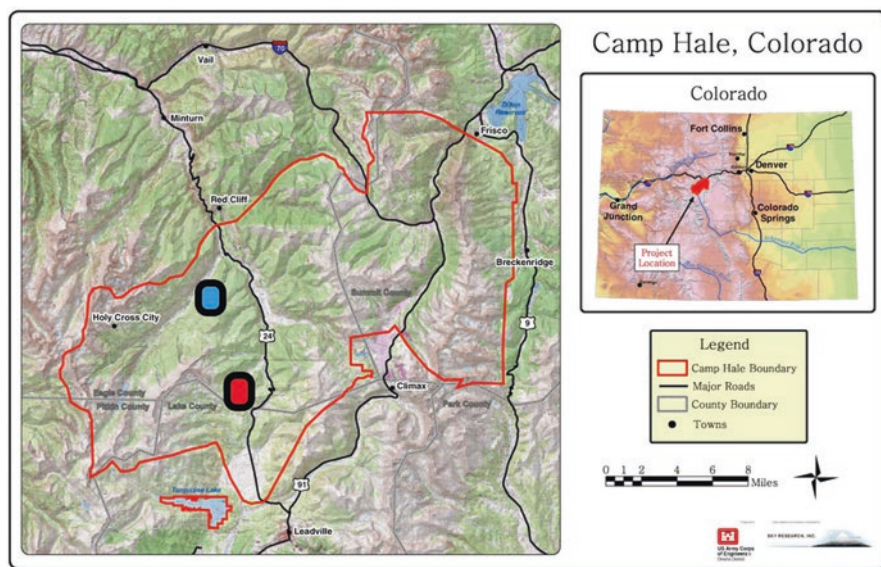 Camp Hale, Colorado
70
Vail
Minturn
Dillon
Reservoir
Frisco
Red Cliff
Breckenridge
Summit County
Holy Cross City
24
9
Eagle County
Pitkin County
Lake County
Climax
Park County
Turquoise Lake
91
Leadville
Colorado
Fort Collins
Denver
Grand
Junction
Colorado
Springs
Project
Location
Legend
Camp Hale Boundary
Major Roads
County Boundary
Towns
0 1 2 4 6 8
Miles
US Army Corps
of Engineers
SKY RESEARCH, INC.